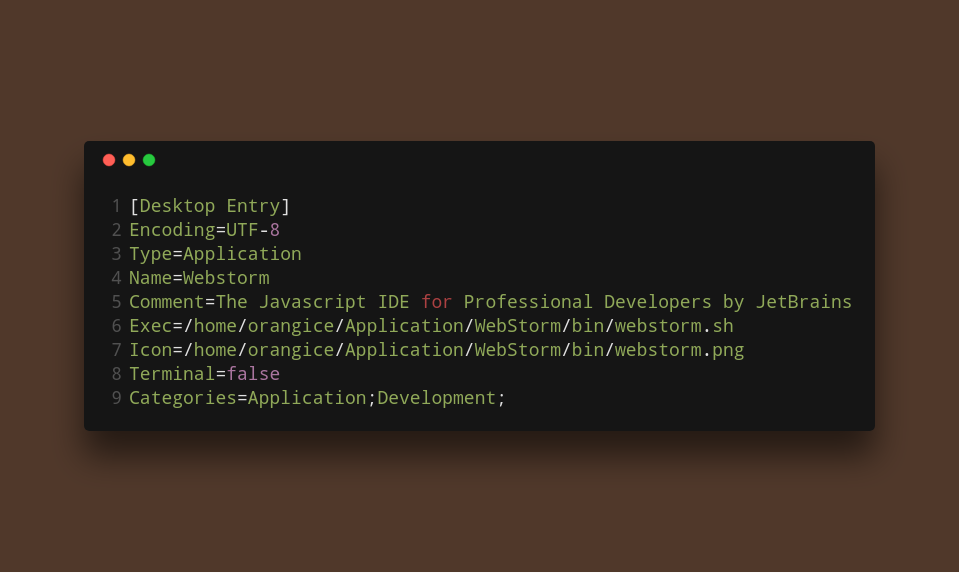 1 [Desktop Entry]
2 Encoding=UTF-8
3 Type=Application
4 Name=Webstorm
5 Comment=The Javascript IDE for Professional Developers by JetBrains
6 Exec=/home/orangice/Application/WebStorm/bin/webstorm.sh
7 Icon=/home/orangice/Application/WebStorm/bin/webstorm.png
8 Terminal=false
9 Categories=Application;Development;